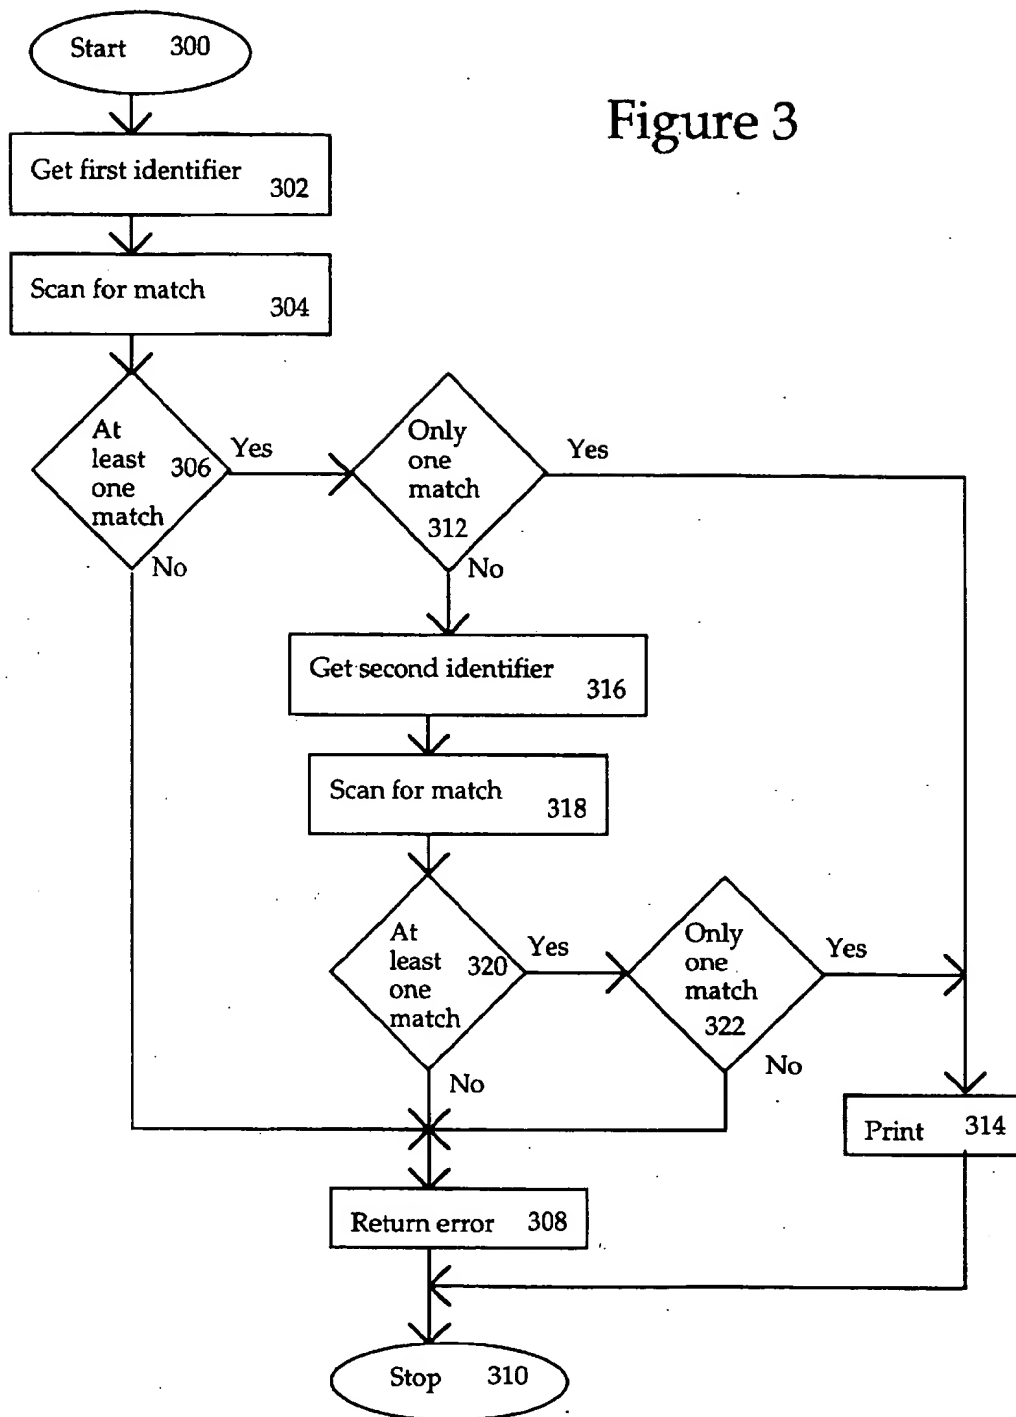 Start 300
Figure 3
Get first identifier
302
Scan for match
304
At
least 306
one
match
Yes
No
Only
one
match
312
Yes
No
Get second identifier
316
Scan for match
318
At
least 320
one
match
Yes
No
Only
one
match
322
Yes
No
Print 314
Return error 308
Stop 310